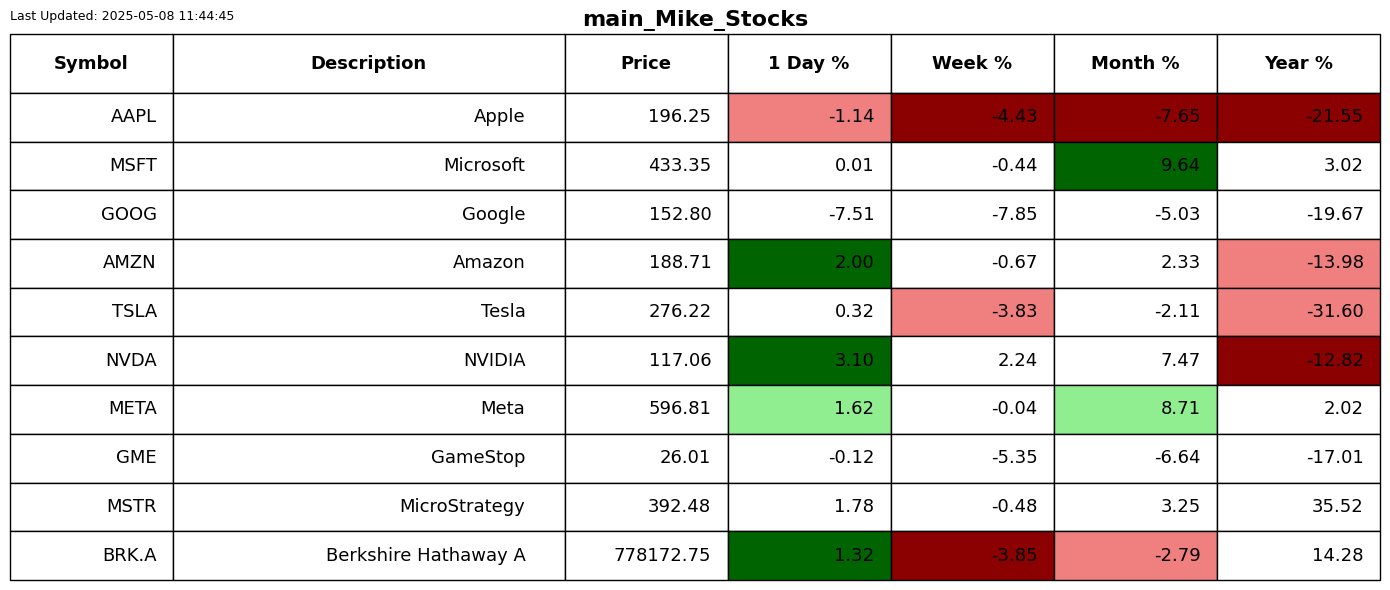 Last Updated: 2025-05-08 11:44:45
main_Mike_Stocks
Symbol Description Price 1 Day % Week % Month % Year %
AAPL Apple 196.25 -1.14 -4.43 -7.65 -21.55
MSFT Microsoft 433.35 0.01 -0.44 9.64 3.02
GOOG Google 152.80 -7.51 -7.85 -5.03 -19.67
AMZN Amazon 188.71 2.00 -0.67 2.33 -13.98
TSLA Tesla 276.22 0.32 -3.83 -2.11 -31.60
NVDA NVIDIA 117.06 3.10 2.24 7.47 -12.82
META Meta 596.81 1.62 -0.04 8.71 2.02
GME GameStop 26.01 -0.12 -5.35 -6.64 -17.01
MSTR MicroStrategy 392.48 1.78 -0.48 3.25 35.52
BRK.A Berkshire Hathaway A 778172.75 1.32 -3.85 -2.79 14.28